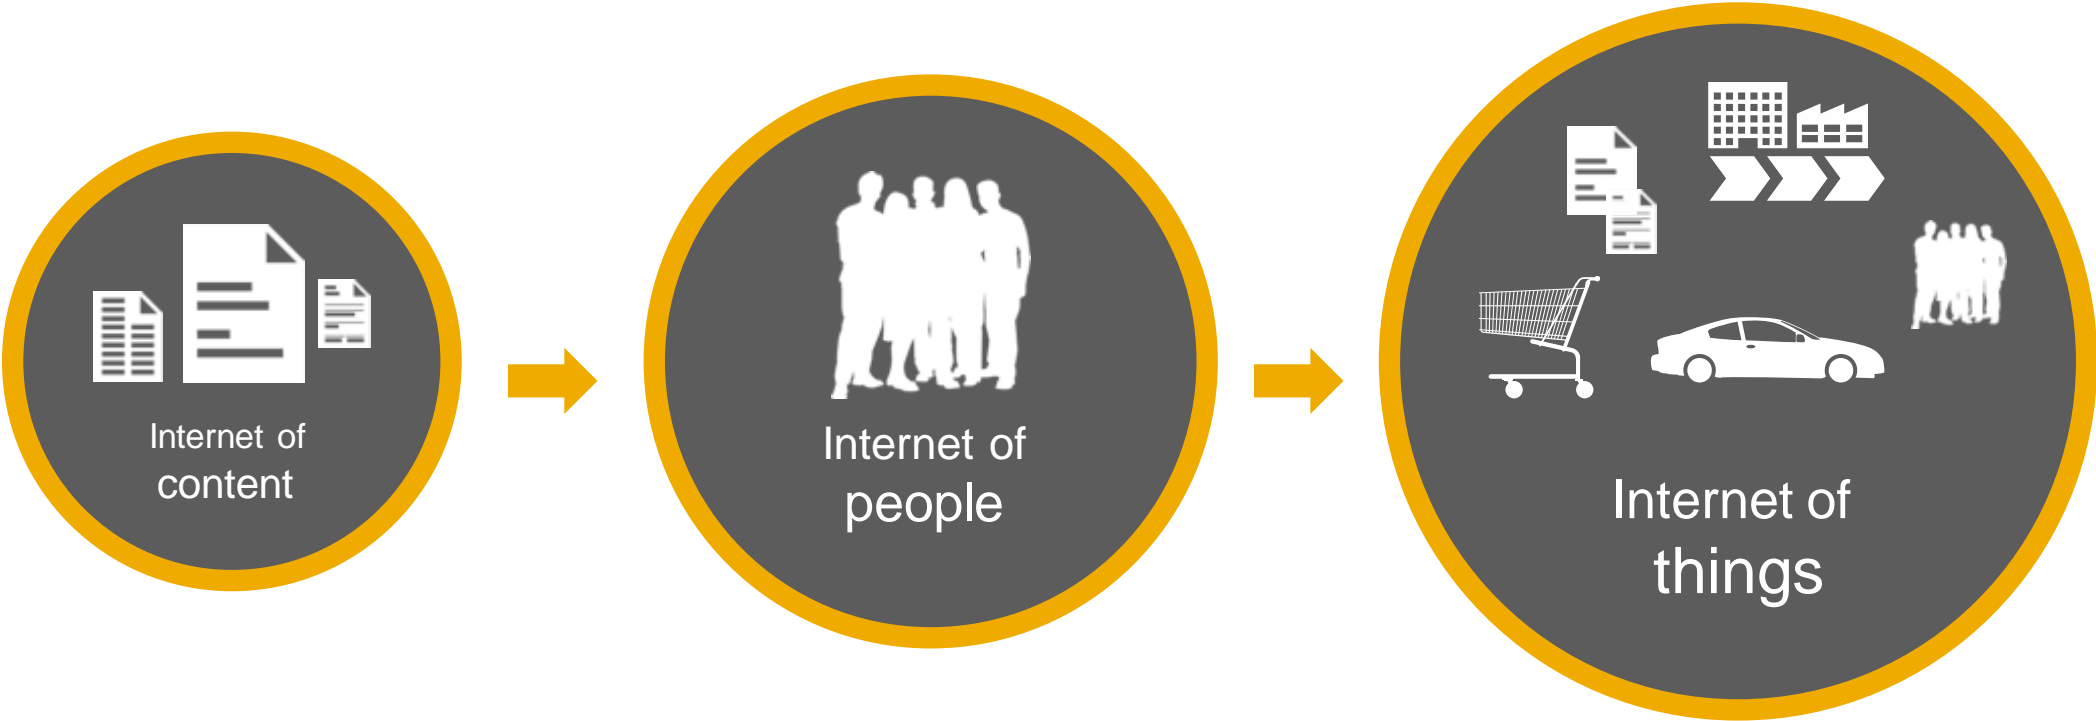 Internet of
content
Internet of
people
Internet of
things